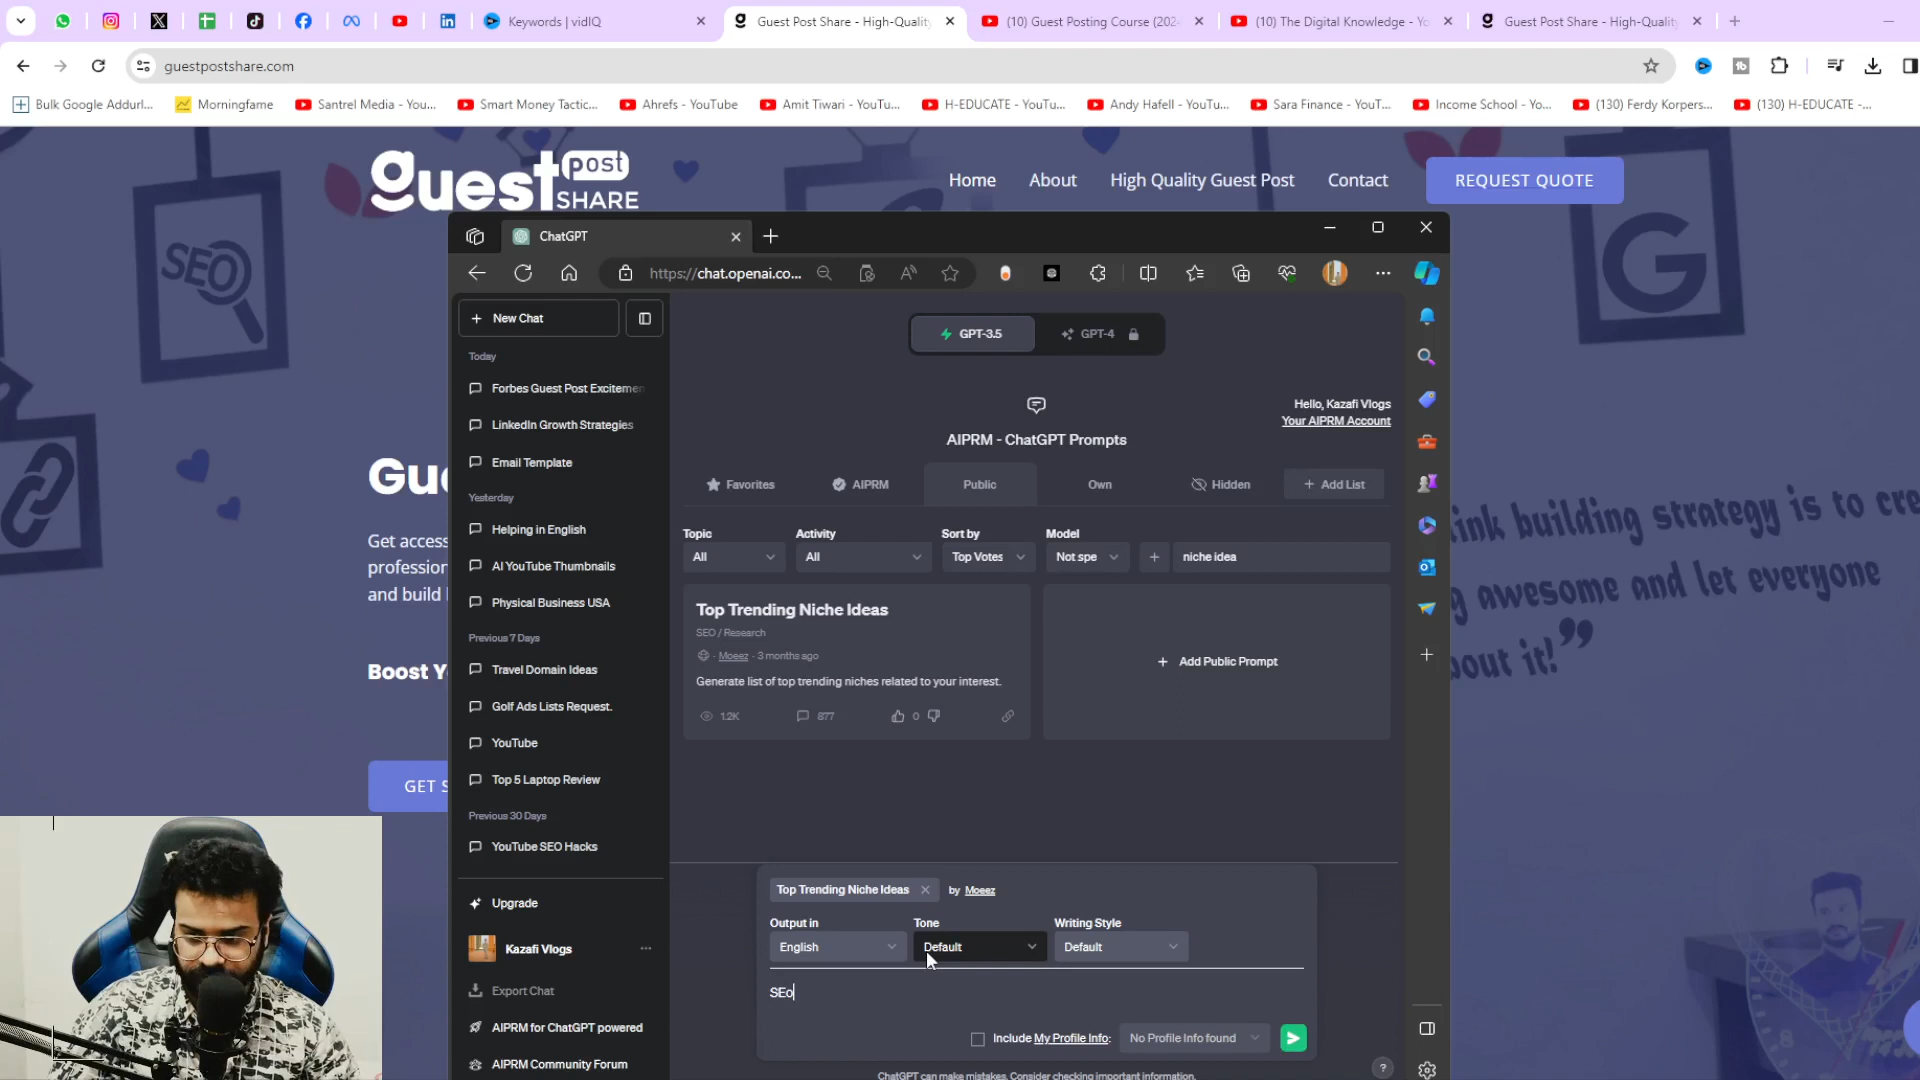 Keywords | vidIQ
Guest Post Share - High-Quality
(10) Guest Posting Course (202
(10) The Digital Knowledge - Yo
Guest Post Share - High-Quality
guestpostshare.com
Bulk Google Addurl...
Morningfame
Santrel Media - You...
Smart Money Tactic...
Ahrefs - YouTube
Amit Tiwari - YouTu...
H-EDUCATE - YouTu...
Andy Hafell - YouTu...
Sara Finance - YouT...
Income School - Yo...
(130) Ferdy Korpers...
(130) H-EDUCATE -...
guest post SHARE
Home
About
High Quality Guest Post
Contact
REQUEST QUOTE
SEO
G
Gue
Get access
profession
and build
Boost Y
GET S
ink building strategy is to cre
g awesome and let everyone
bout it!”
ChatGPT
https://chat.openai.co...
New Chat
Today
Forbes Guest Post Excitemen
LinkedIn Growth Strategies
Email Template
Yesterday
Helping in English
AI YouTube Thumbnails
Physical Business USA
Previous 7 Days
Travel Domain Ideas
Golf Ads Lists Request.
YouTube
Top 5 Laptop Review
Previous 30 Days
YouTube SEO Hacks
Upgrade
Kazafi Vlogs
Export Chat
AIPRM for ChatGPT powered
AIPRM Community Forum
GPT-3.5
GPT-4
Hello, Kazafi Vlogs
Your AIPRM Account
AIPRM - ChatGPT Prompts
Favorites
AIPRM
Public
Own
Hidden
+ Add List
Topic
Activity
Sort by
Model
All
All
Top Votes
Not spe
+
niche idea
Top Trending Niche Ideas
SEO / Research
· Moeez · 3 months ago
Generate list of top trending niches related to your interest.
1.2K
877
0
+ Add Public Prompt
Top Trending Niche Ideas
by Moeez
Output in
Tone
Writing Style
English
Default
Default
SEo
Include My Profile Info:
No Profile Info found
?
ChatGPT can make mistakes. Consider checking important information.